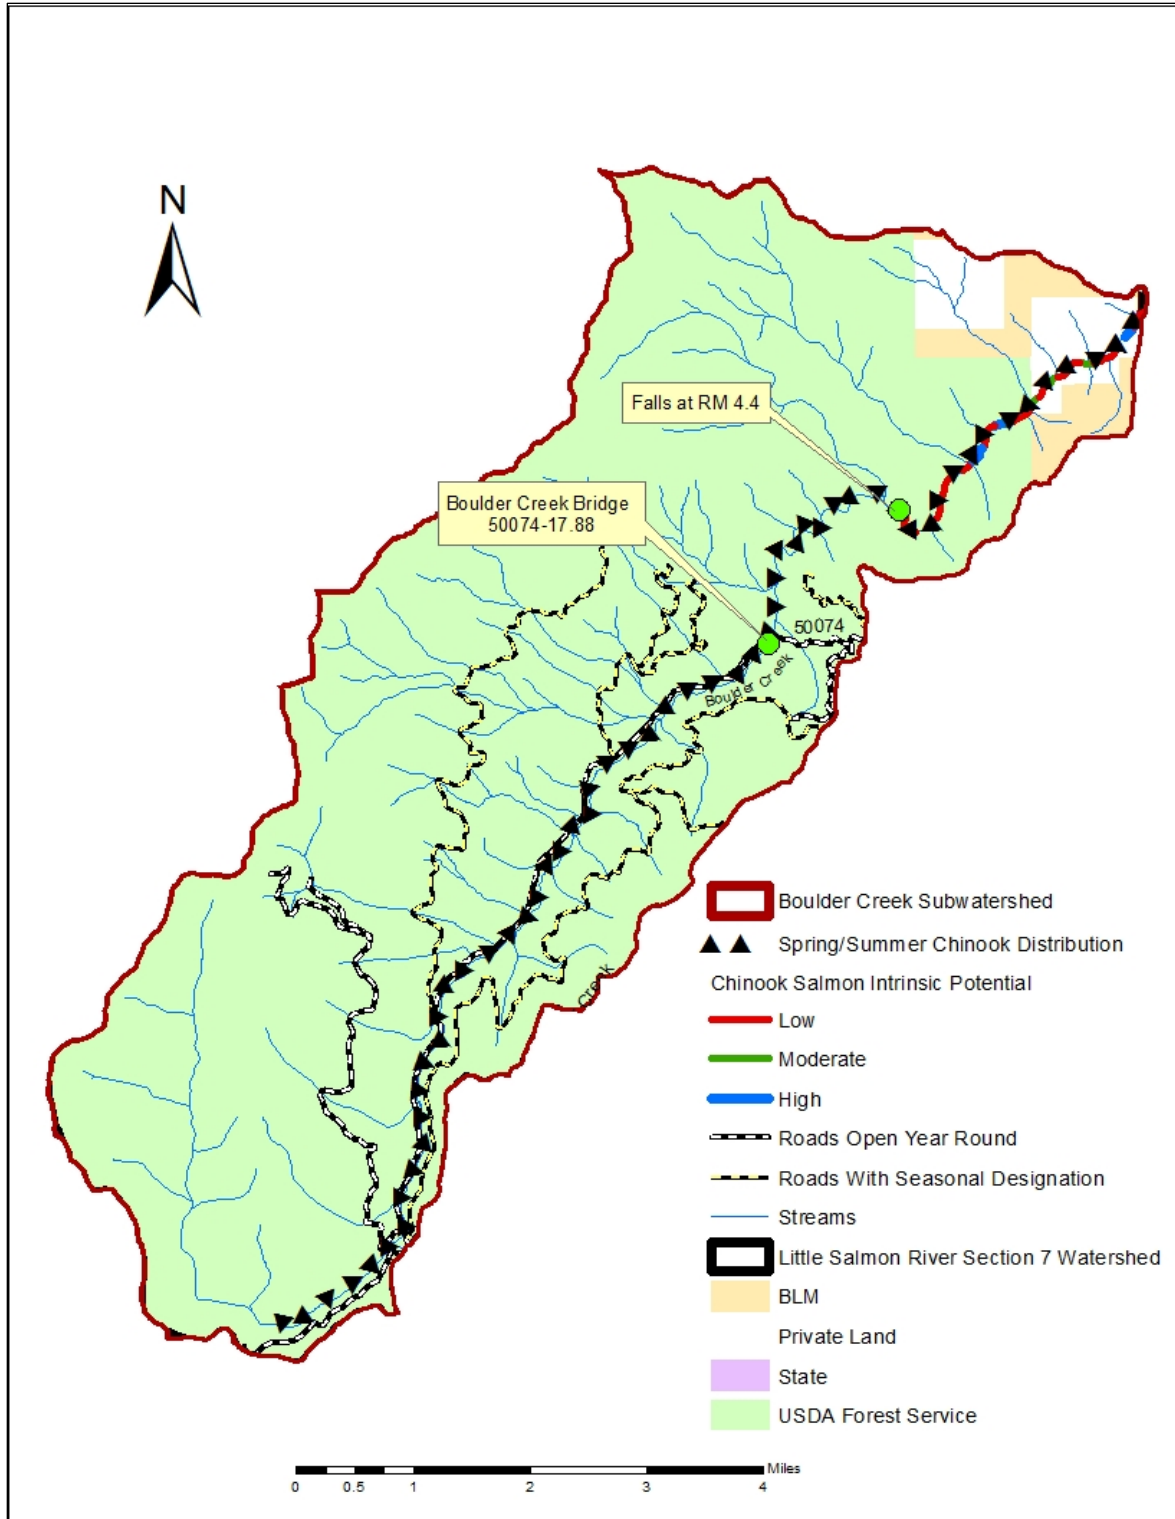 N
Falls at RM 4.4
Boulder Creek Bridge
50074-17.88
50074
Boulder Creek
Creek
Boulder Creek Subwatershed
Spring/Summer Chinook Distribution
Chinook Salmon Intrinsic Potential
Low
Moderate
High
Roads Open Year Round
Roads With Seasonal Designation
Streams
Little Salmon River Section 7 Watershed
BLM
Private Land
State
USDA Forest Service
Miles
0 0.5 1 2 3 4